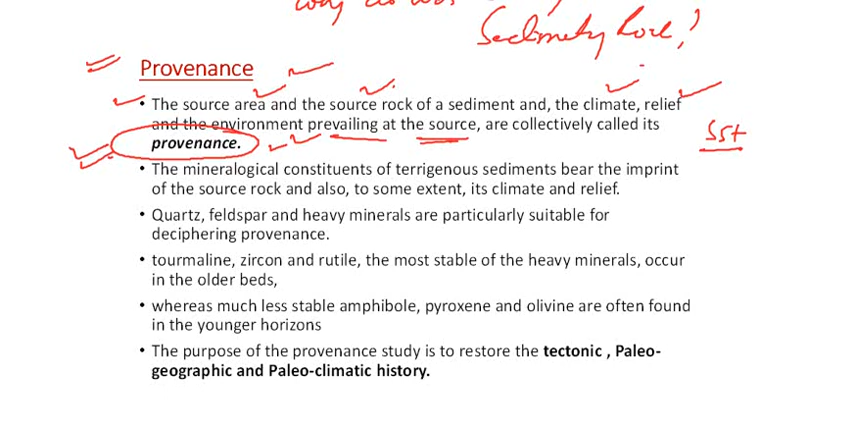 why
Sedimentry
Provenance
• The source area and the source rock of a sediment and, the climate, relief
and the environment prevailing at the source, are collectively called its
provenance.
SSt
• The mineralogical constituents of terrigenous sediments bear the imprint
of the source rock and also, to some extent, its climate and relief.
• Quartz, feldspar and heavy minerals are particularly suitable for
deciphering provenance.
• tourmaline, zircon and rutile, the most stable of the heavy minerals, occur
in the older beds,
• whereas much less stable amphibole, pyroxene and olivine are often found
in the younger horizons
• The purpose of the provenance study is to restore the tectonic , Paleo-
geographic and Paleo-climatic history.